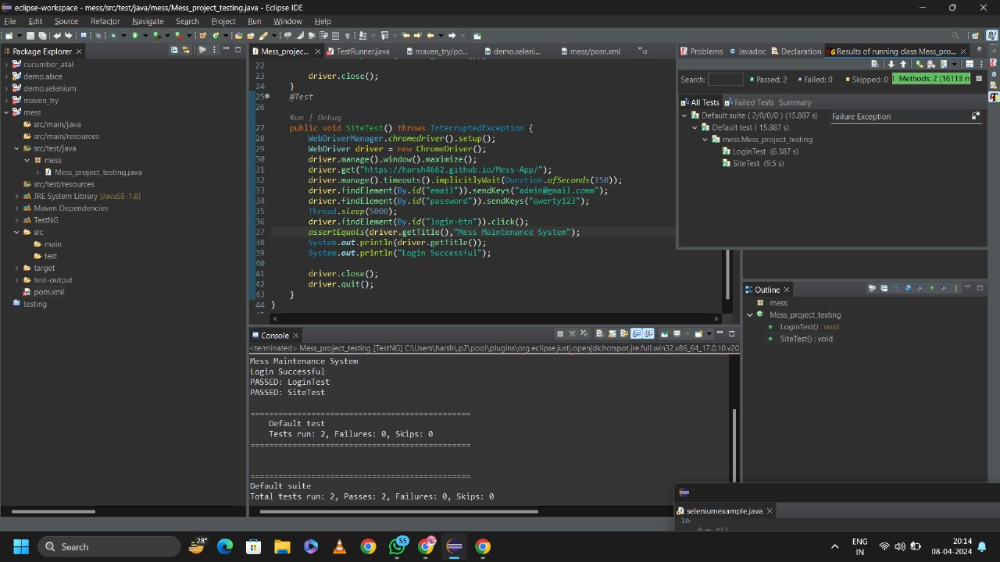 eclipse-workspace - mess/src/test/java/mess/Mess_project_testing.java - Eclipse IDE
File Edit Source Refactor Navigate Search Project Run Window Help
Package Explorer
cucumber_atal
demo.abce
demo.selenium
maven_try
mess
src/main/java
src/main/resources
src/test/java
mess
Mess_project_testing.java
src/test/resources
JRE System Library [JavaSE-1.8]
Maven Dependencies
TestNG
src
main
test
target
test-output
pom.xml
testing
Mess_projec... TestRunner.java maven_try/po... demo.seleni... mess/pom.xml »10
22
23 driver.close();
24 }
25 @Test
26
Run | Debug
27 public void SiteTest() throws InterruptedException {
28 WebDriverManager.chromedriver().setup();
29 WebDriver driver = new ChromeDriver();
30 driver.manage().window().maximize();
31 driver.get("https://harsh4662.github.io/Mess-App/");
32 driver.manage().timeouts().implicitlyWait(Duration.ofSeconds(150));
33 driver.findElement(By.id("email")).sendKeys("admin@gmail.comm");
34 driver.findElement(By.id("password")).sendKeys("qwerty123");
35 Thread.sleep(5000);
36 driver.findElement(By.id("login-btn")).click();
37 assertEquals(driver.getTitle(),"Mess Maintenance System");
38 System.out.println(driver.getTitle());
39 System.out.println("Login Successful");
40
41 driver.close();
42 driver.quit();
43 }
44 }
Console
<terminated> Mess_project_testing [TestNG] C:\Users\harsh\.p2\pool\plugins\org.eclipse.justj.openjdk.hotspot.jre.full.win32.x86_64_17.0.10.v20
Mess Maintenance System
Login Successful
PASSED: LoginTest
PASSED: SiteTest
===============================================
Default test
Tests run: 2, Failures: 0, Skips: 0
===============================================
===============================================
Default suite
Total tests run: 2, Passes: 2, Failures: 0, Skips: 0
Problems Javadoc Declaration Results of running class Mess_pro...
Search: Passed: 2 Failed: 0 Skipped: 0 Methods: 2 (16113 m
All Tests Failed Tests Summary
Default suite ( 2/0/0/0 ) (15.887 s)
Default test ( 15.887 s)
mess.Mess_project_testing
LoginTest (6.387 s)
SiteTest (9.5 s)
Failure Exception
Outline
mess
Mess_project_testing
LoginTest() : void
SiteTest() : void
seleniumexample.java
16
Run All
Search
28°
55
ENG
IN
20:14
08-04-2024